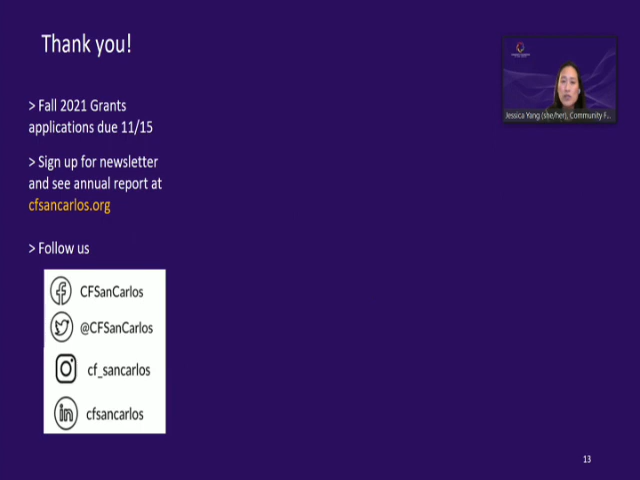 Thank you!
> Fall 2021 Grants
applications due 11/15
> Sign up for newsletter
and see annual report at
cfsancarlos.org
> Follow us
CFSanCarlos
@CFSanCarlos
cf_sancarlos
cfsancarlos
Jessica Yang (she/her), Community F...
13